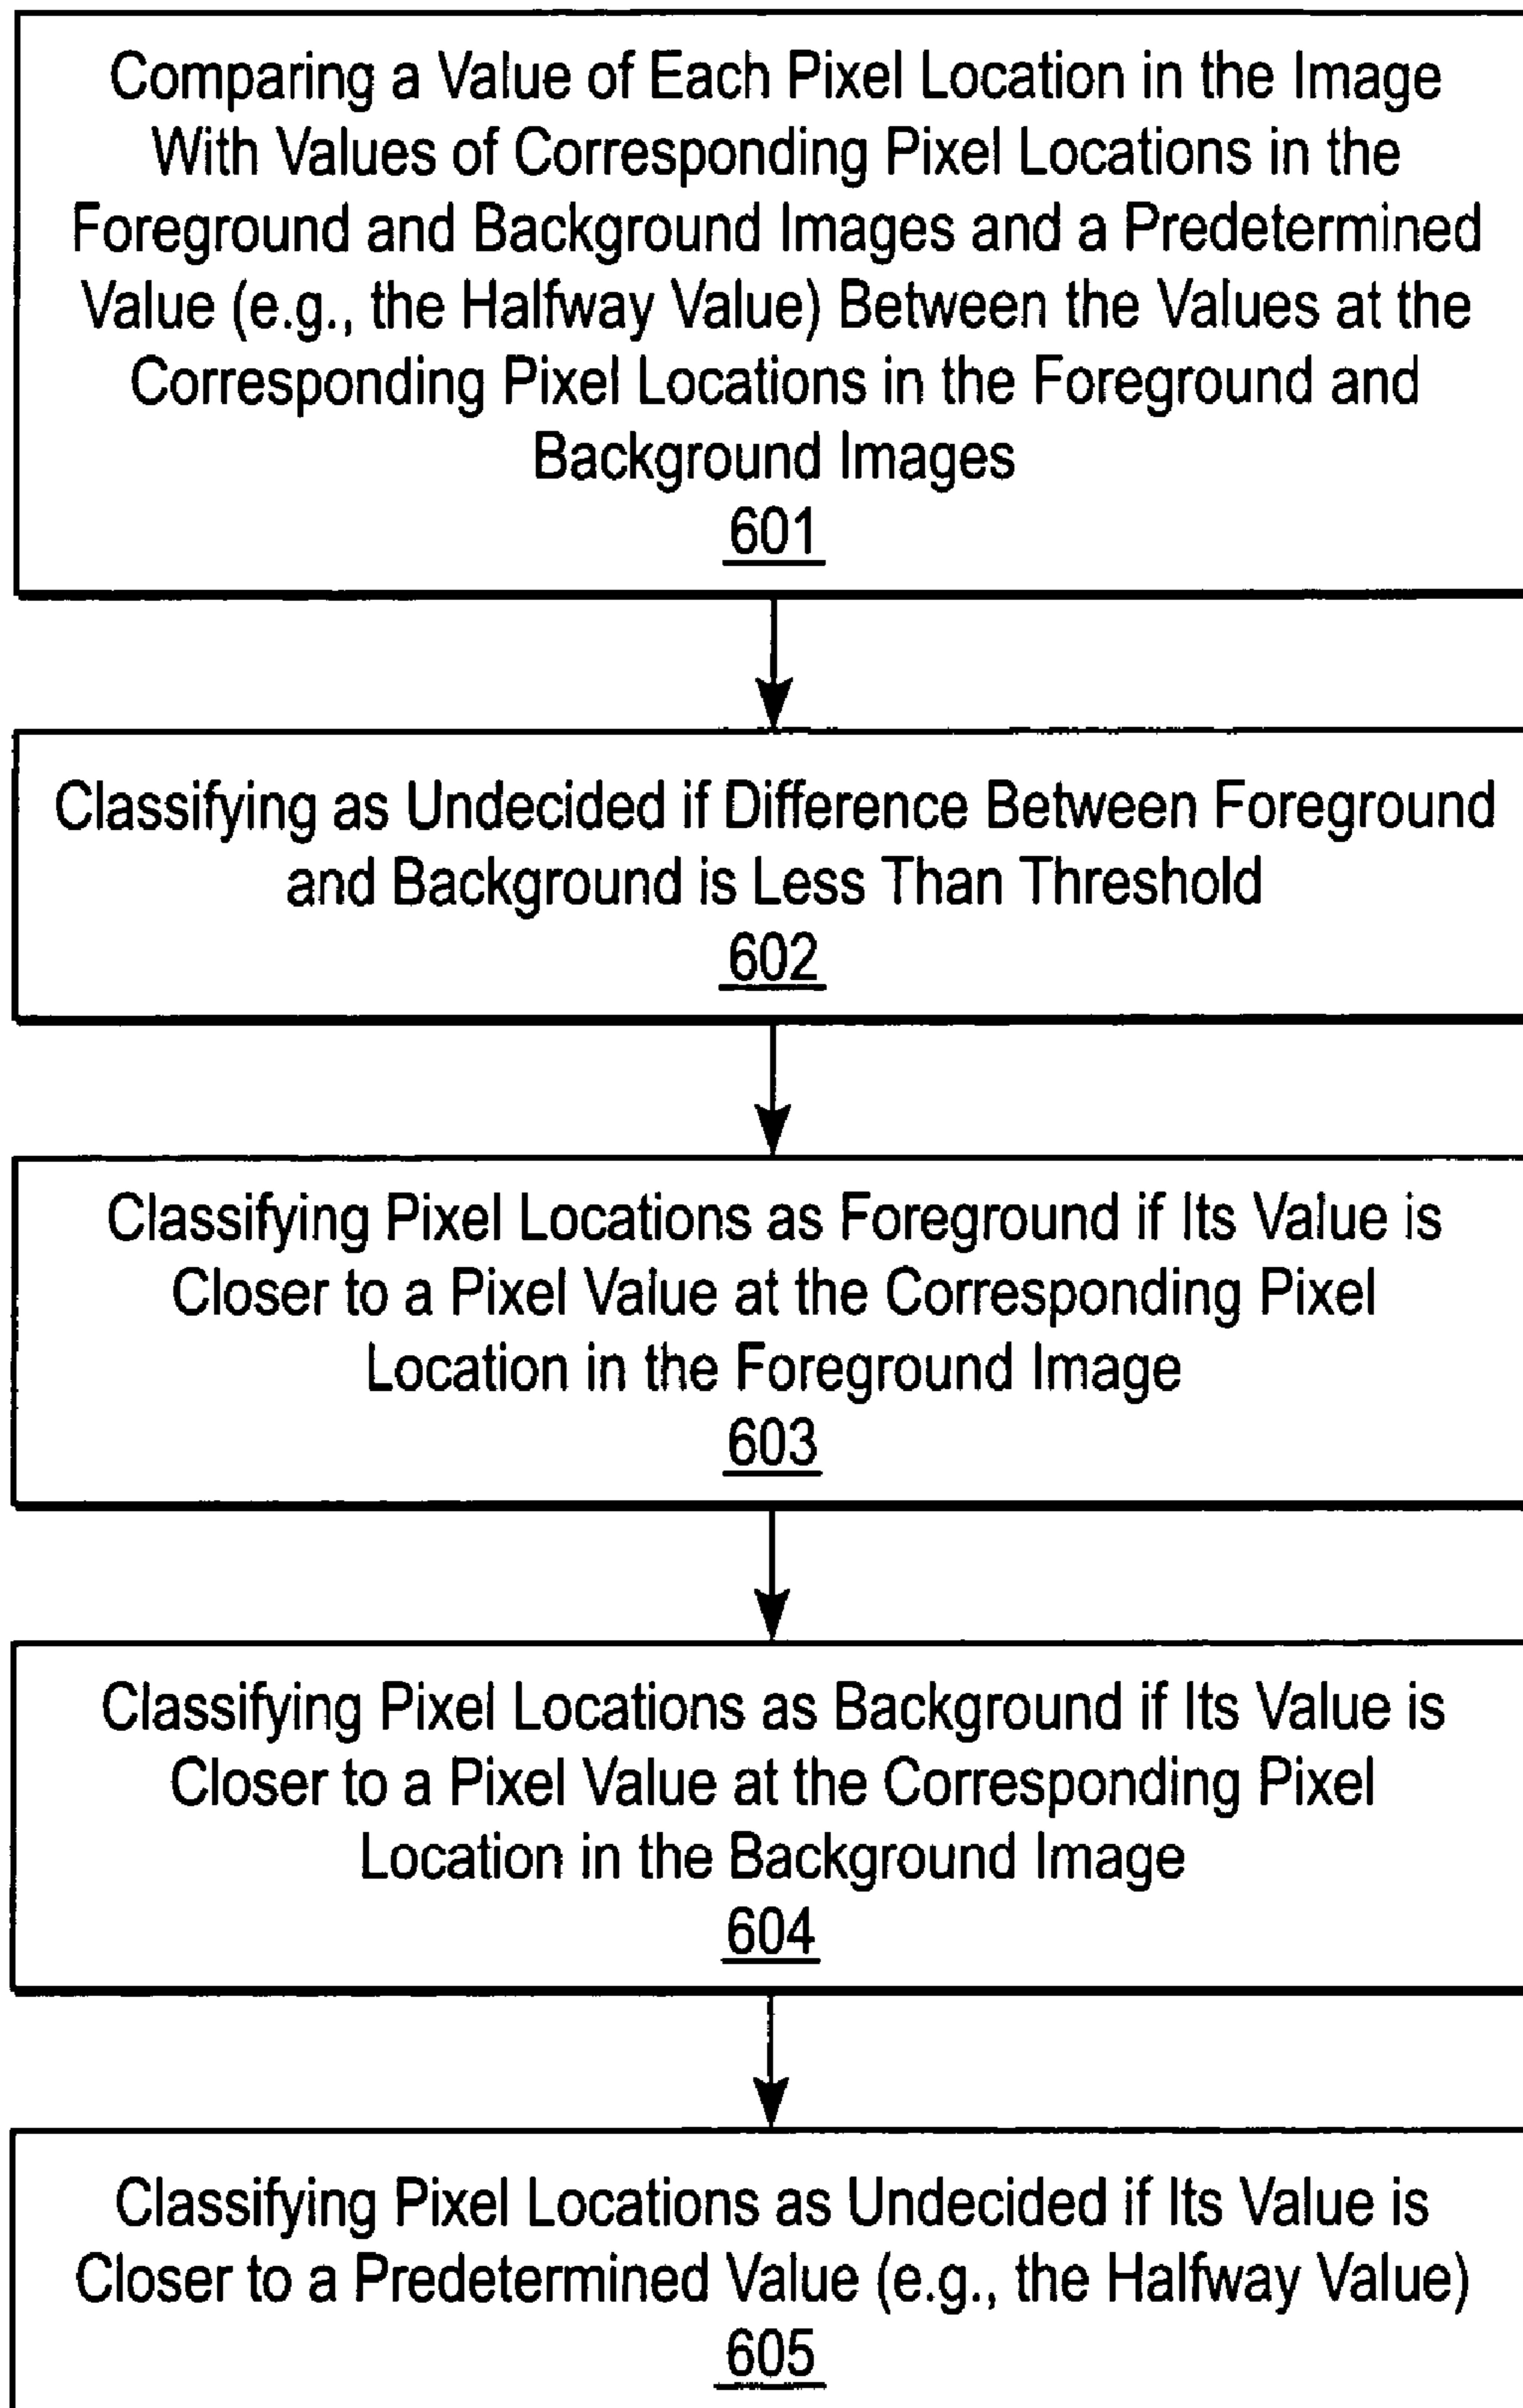 Comparing a Value of Each Pixel Location in the Image
With Values of Corresponding Pixel Locations in the
Foreground and Background Images and a Predetermined
Value (e.g., the Halfway Value) Between the Values at the
Corresponding Pixel Locations in the Foreground and
Background Images
601
Classifying as Undecided if Difference Between Foreground
and Background is Less Than Threshold
602
Classifying Pixel Locations as Foreground if Its Value is
Closer to a Pixel Value at the Corresponding Pixel
Location in the Foreground Image
603
Classifying Pixel Locations as Background if Its Value is
Closer to a Pixel Value at the Corresponding Pixel
Location in the Background Image
604
Classifying Pixel Locations as Undecided if Its Value is
Closer to a Predetermined Value (e.g., the Halfway Value)
605